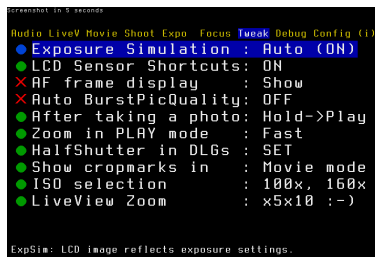 Screenshot in 5 seconds
Audio LiveV Movie Shoot Expo Focus Tweak Debug Config (i)
Exposure Simulation : Auto (ON)
LCD Sensor Shortcuts: ON
AF frame display : Show
Auto BurstPicQuality: OFF
After taking a photo: Hold->Play
Zoom in PLAY mode : Fast
HalfShutter in DLGs : SET
Show cropmarks in : Movie mode
ISO selection : 100x, 160x
LiveView Zoom : x5x10 :-)
ExpSim: LCD image reflects exposure settings.